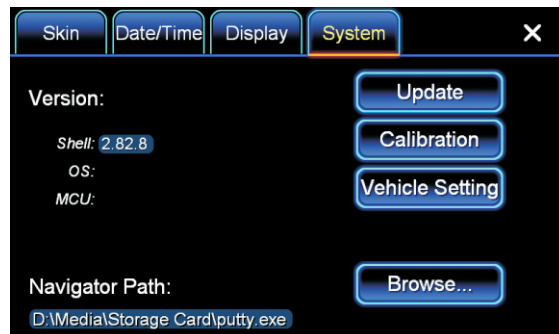 Skin Date/Time Display System ×
Version:
Update
Shell: 2.82.8
Calibration
OS:
Vehicle Setting
MCU:
Navigator Path:
Browse...
D:\Media\Storage Card\putty.exe